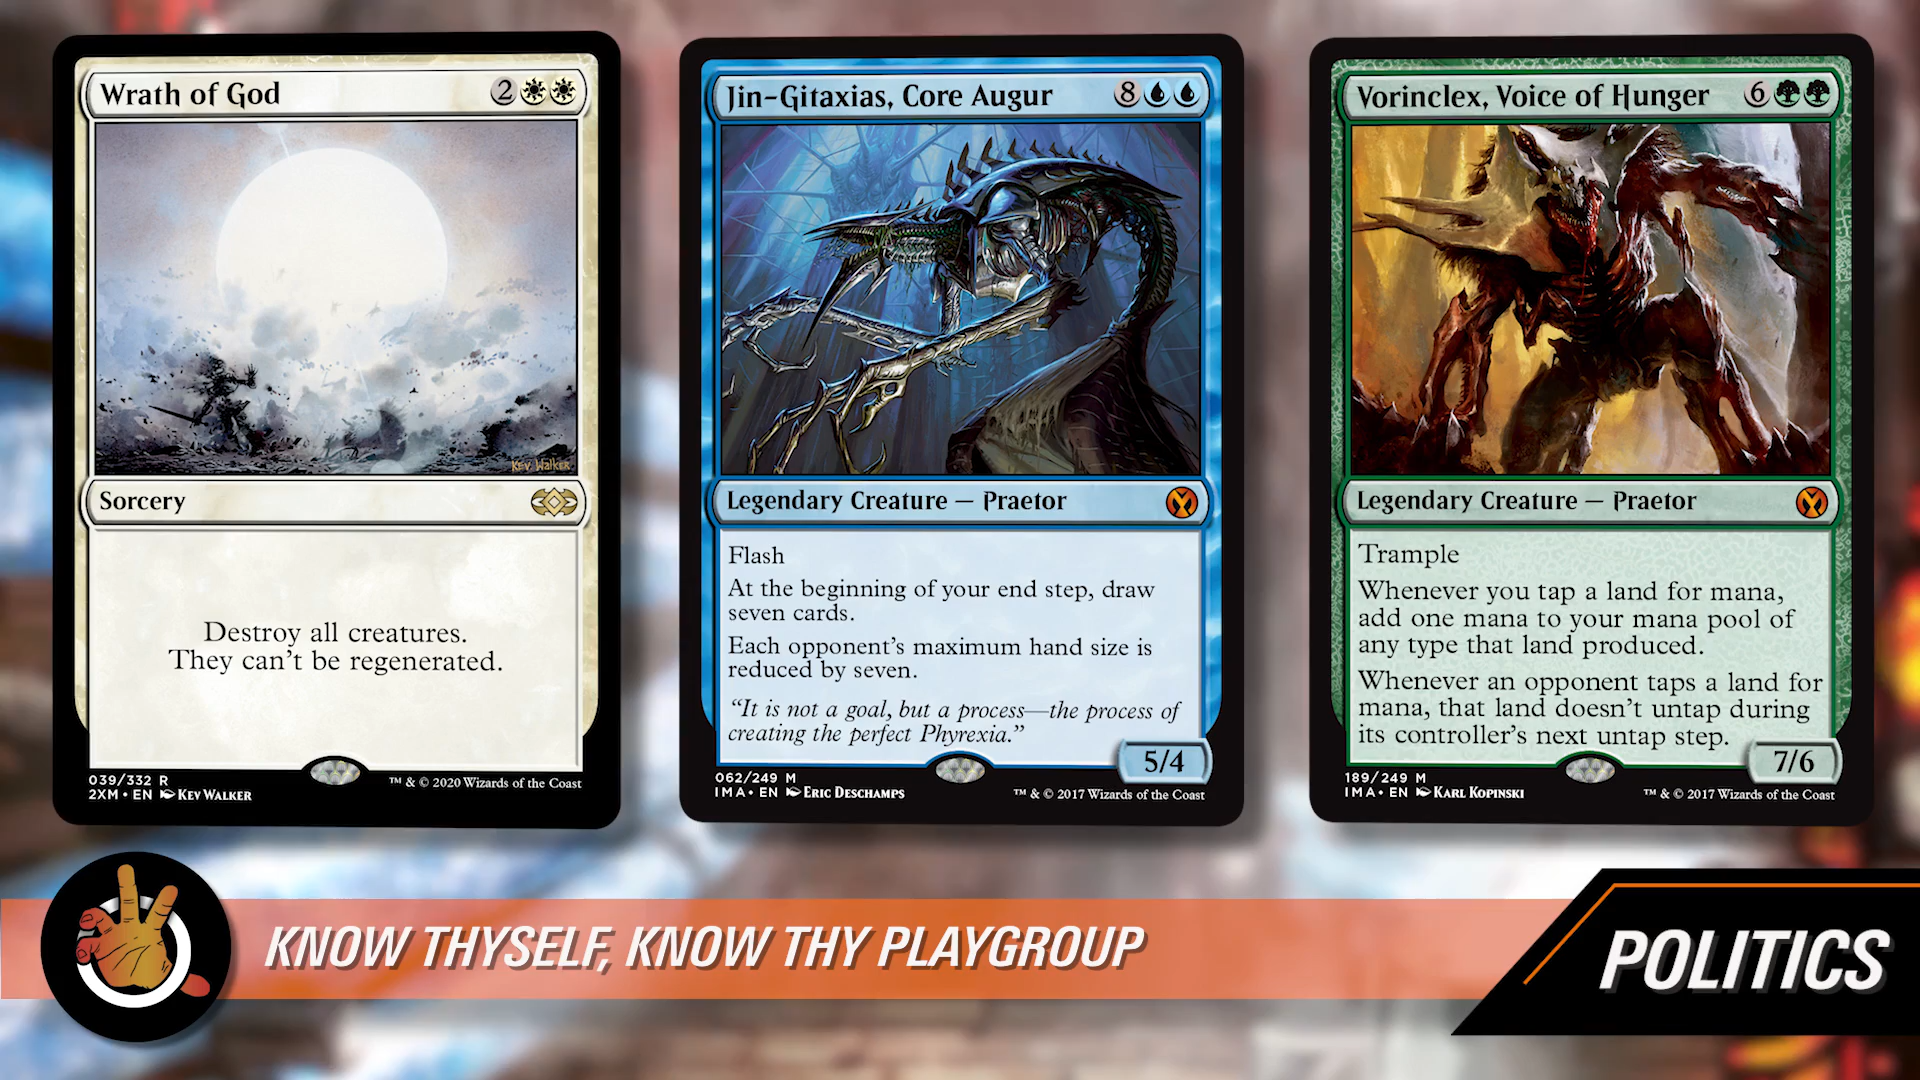 Wrath of God 2
Kev Walker
Sorcery
Destroy all creatures.
They can't be regenerated.
039/332 R
2XM • EN Kev Walker
™ & © 2020 Wizards of the Coast
Jin-Gitaxias, Core Augur 8
Legendary Creature — Praetor
Flash
At the beginning of your end step, draw
seven cards.
Each opponent's maximum hand size is
reduced by seven.
"It is not a goal, but a process—the process of
creating the perfect Phyrexia."
5/4
062/249 M
IMA • EN Eric Deschamps
™ & © 2017 Wizards of the Coast
Vorinclex, Voice of Hunger 6
Legendary Creature — Praetor
Trample
Whenever you tap a land for mana,
add one mana to your mana pool of
any type that land produced.
Whenever an opponent taps a land for
mana, that land doesn't untap during
its controller's next untap step.
7/6
189/249 M
IMA • EN Karl Kopinski
™ & © 2017 Wizards of the Coast
KNOW THYSELF, KNOW THY PLAYGROUP
POLITICS